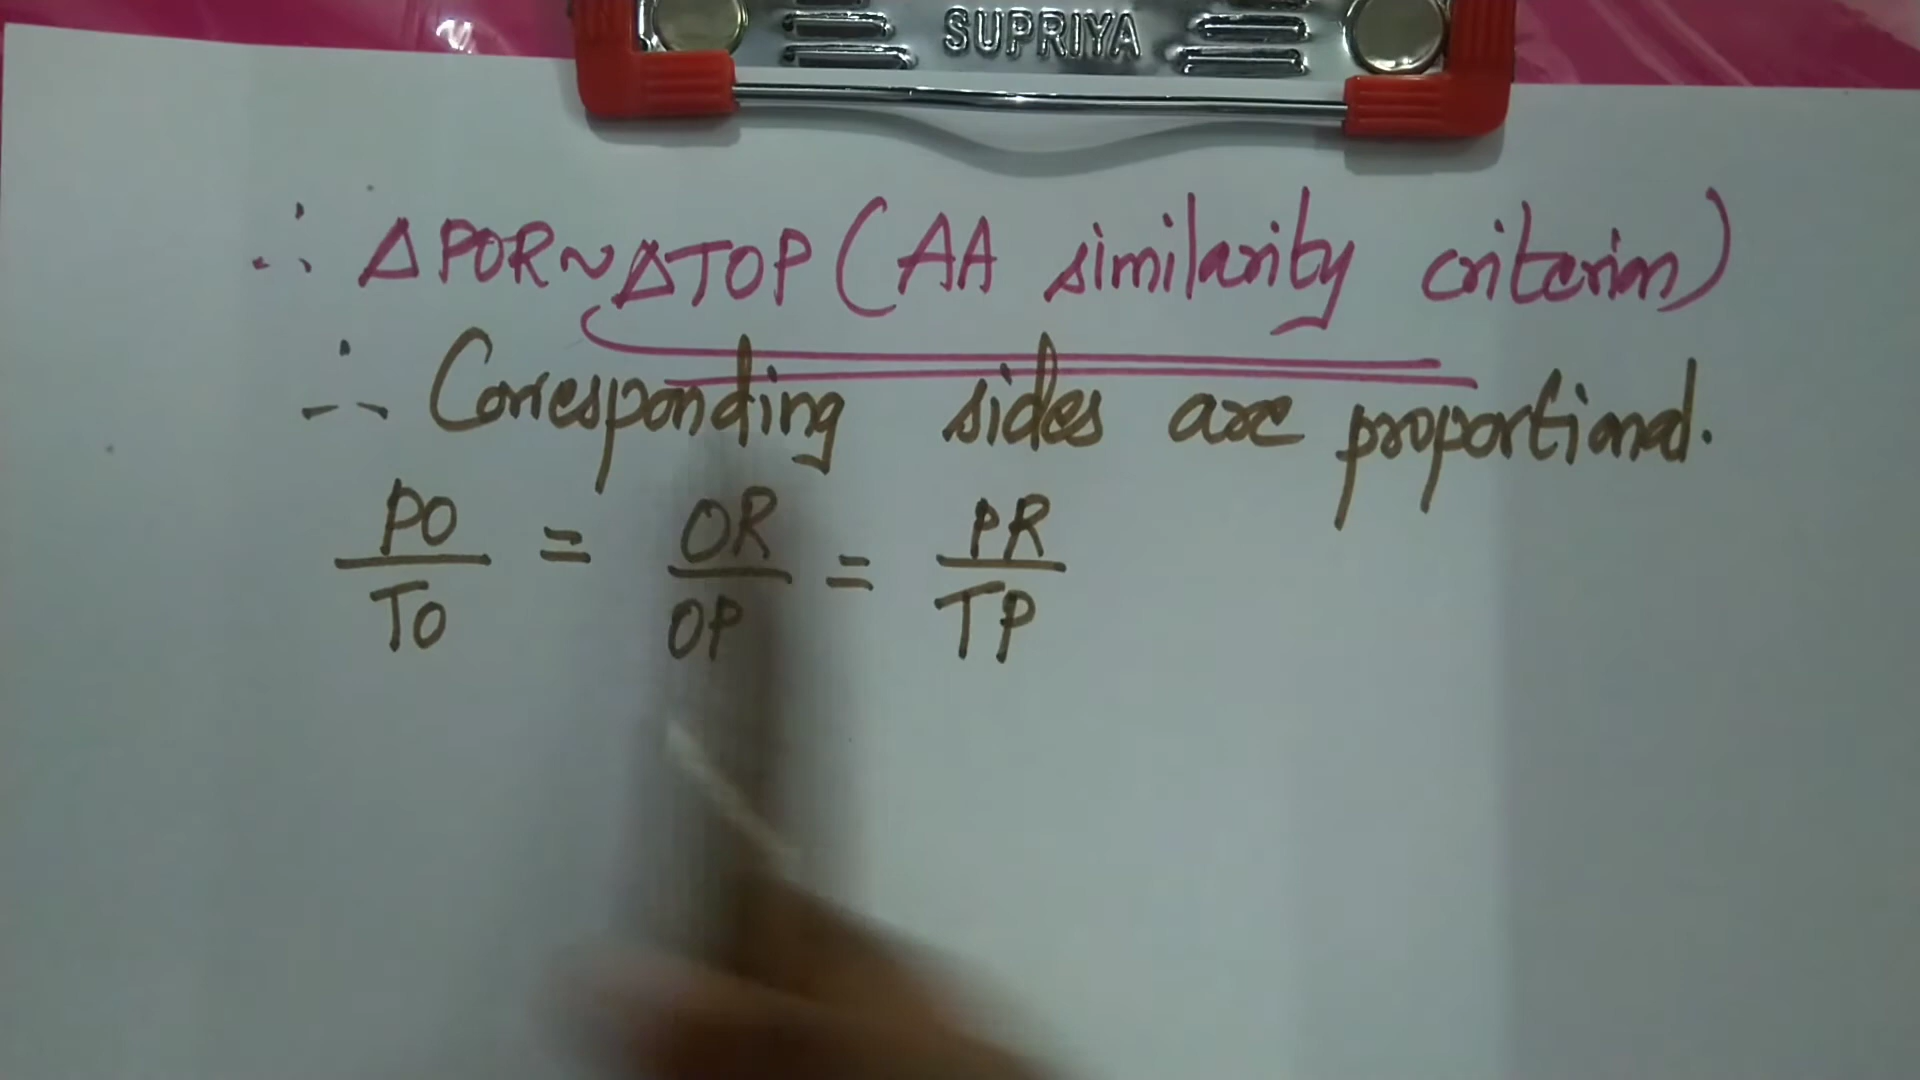 SUPRIYA
∴ ΔPOR ~ ΔTOP (AA similarity criterion)
∴ Corresponding sides are proportional.
PO/TO = OR/OP = PR/TP